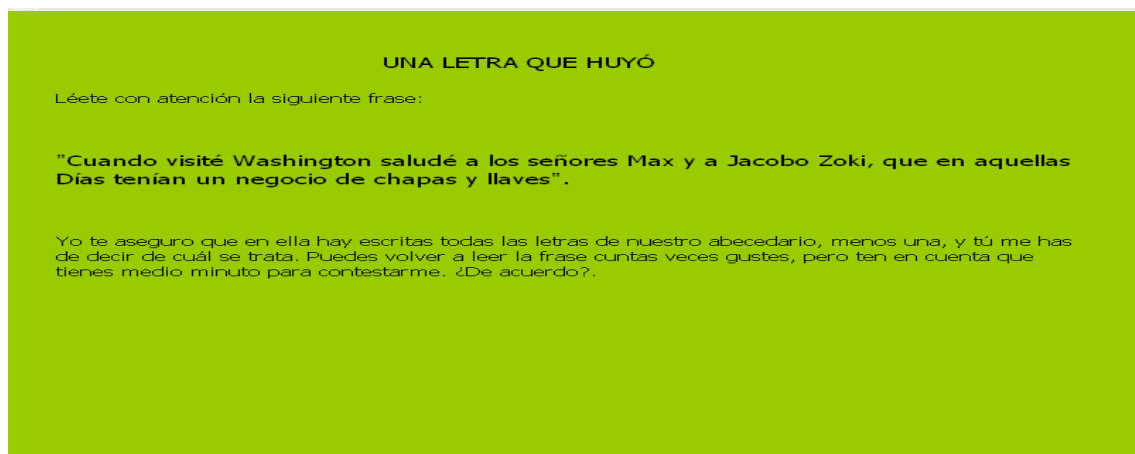 UNA LETRA QUE HUYÓ
Léete con atención la siguiente frase:
"Cuando visité Washington saludé a los señores Max y a Jacobo Zoki, que en aquellas
Días tenían un negocio de chapas y llaves".
Yo te aseguro que en ella hay escritas todas las letras de nuestro abecedario, menos una, y tú me has
de decir de cuál se trata. Puedes volver a leer la frase cuntas veces gustes, pero ten en cuenta que
tienes medio minuto para contestarme. ¿De acuerdo?.